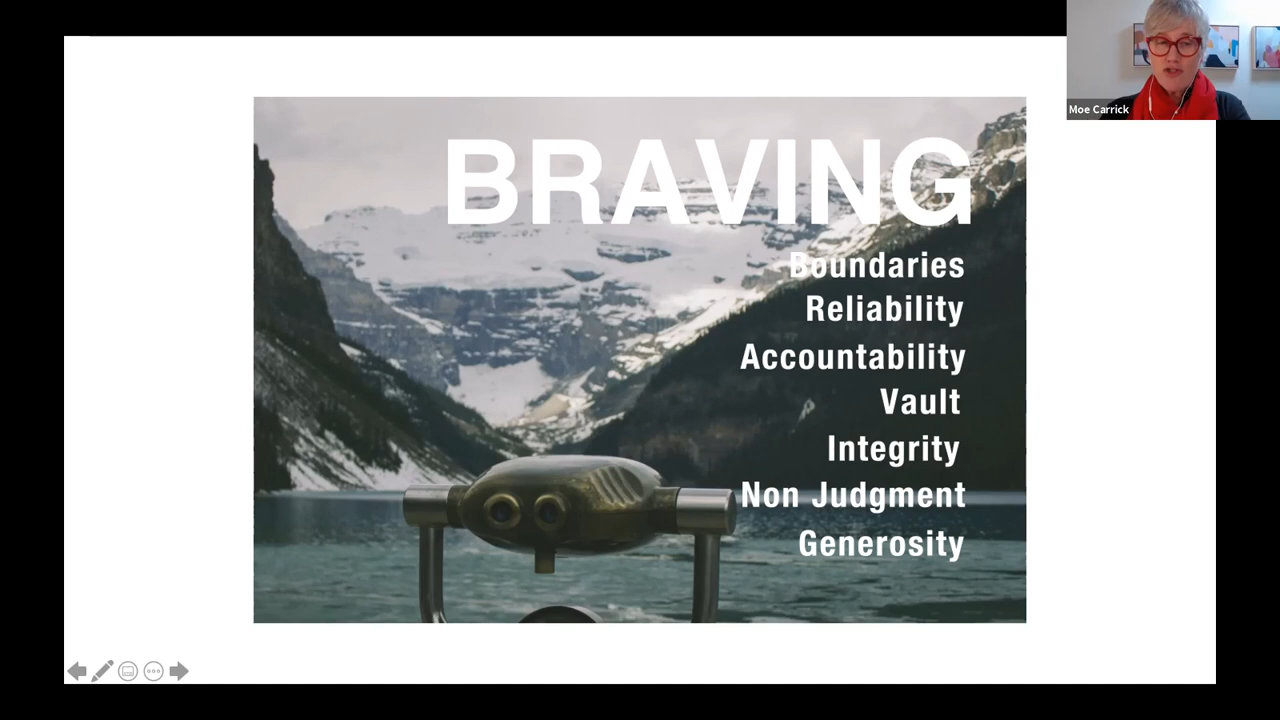 Moe Carrick
BRAVING
Boundaries
Reliability
Accountability
Vault
Integrity
Non Judgment
Generosity